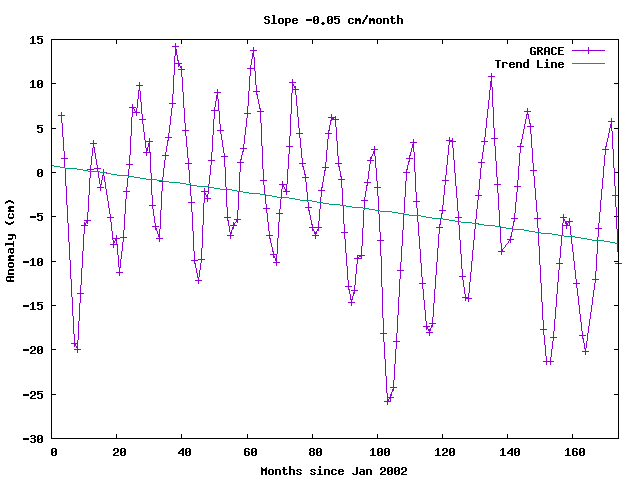 Slope -0.05 cm/month
GRACE
Trend Line
15
10
5
0
-5
-10
-15
-20
-25
-30
Anomaly (cm)
0 20 40 60 80 100 120 140 160
Months since Jan 2002